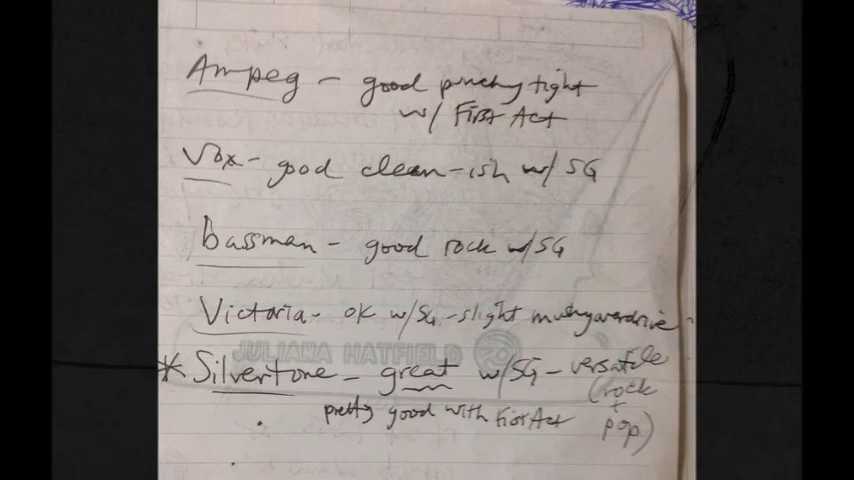 Ampeg - good punchy tight
w/ First Act
Vox - good clean-ish w/ SG
Bassman - good rock w/SG
Victoria - OK w/SG - slight mushy overdrive
* Silvertone - great w/SG - versatile
(rock
+
pop)
pretty good with First Act
JULIANA HATFIELD